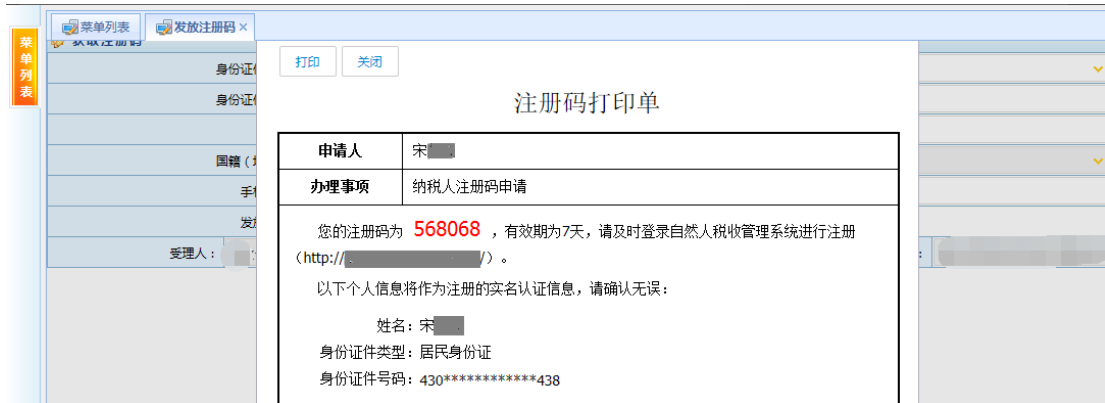 菜单列表
发放注册码×
菜单列表
获取注册码
身份证
身份证
国籍（
手
发
受理人：
：
打印 关闭
注册码打印单
申请人 宋
办理事项 纳税人注册码申请
您的注册码为 568068 ，有效期为7天，请及时登录自然人税收管理系统进行注册
（http:// /）。
以下个人信息将作为注册的实名认证信息，请确认无误：
姓名：宋
身份证件类型：居民身份证
身份证件号码：430************438